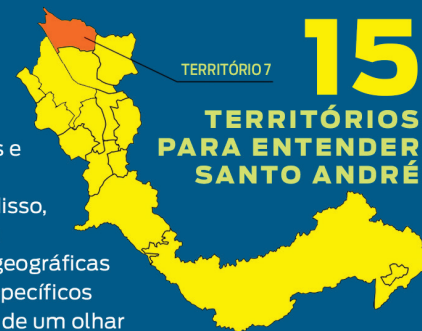 TERRITÓRIO 7
15
TERRITÓRIOS
PARA ENTENDER
SANTO ANDRÉ
s e
isso,
geográficas
pecíficos
de um olhar